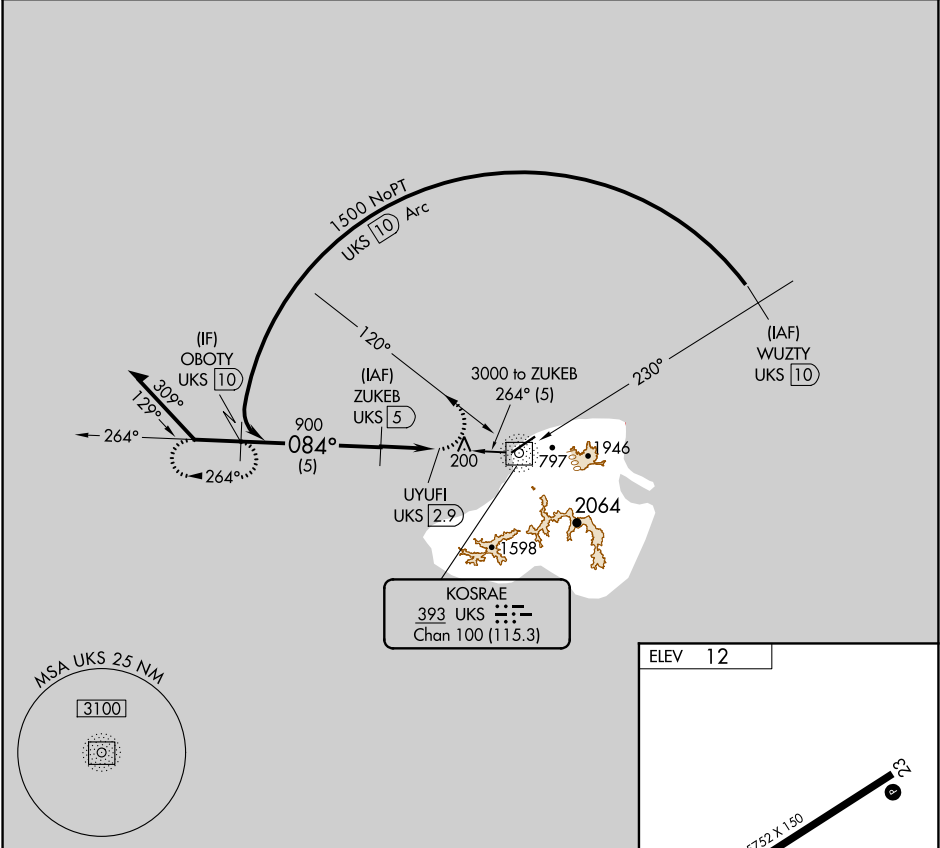 1500 NoPT
UKS 10 Arc
120°
230°
(IAF)
WUZTY
UKS 10
(IF)
OBOTY
UKS 10
(IAF)
ZUKEB
UKS 5
3000 to ZUKEB
264° (5)
309°
129°
264°
264°
900
084°
(5)
200
797
1946
UYUFI
UKS 2.9
2064
1598
KOSRAE
393 UKS
Chan 100 (115.3)
MSA UKS 25 NM
3100
ELEV 12
23
P
5752 X 150